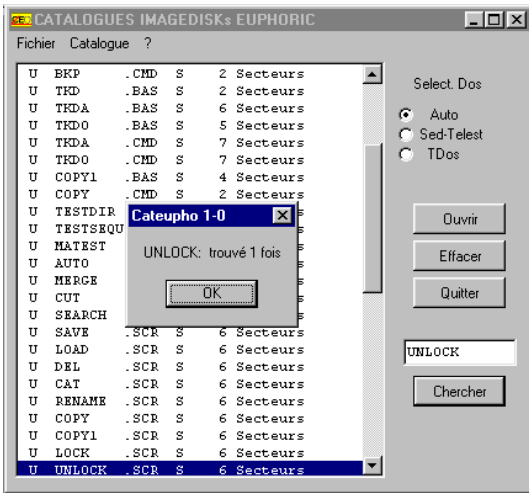 CATALOGUES IMAGEDISKs EUPHORIC
Fichier Catalogue ?
U BKP .CMD S 2 Secteurs
U TKD .BAS S 2 Secteurs
U TKDA .BAS S 6 Secteurs
U TKDO .BAS S 5 Secteurs
U TKDA .CMD S 7 Secteurs
U TKDO .CMD S 7 Secteurs
U COPY1 .BAS S 4 Secteurs
U COPY .CMD S 2 Secteurs
U TESTDIR
U TESTSEQU
U MATEST
U AUTO
U MERGE
U CUT
U SEARCH
U SAVE .SCR S 6 Secteurs
U LOAD .SCR S 6 Secteurs
U DEL .SCR S 6 Secteurs
U CAT .SCR S 6 Secteurs
U RENAME .SCR S 6 Secteurs
U COPY .SCR S 6 Secteurs
U COPY1 .SCR S 6 Secteurs
U LOCK .SCR S 6 Secteurs
U UNLOCK .SCR S 6 Secteurs
Cateupho 1-0
UNLOCK: trouvé 1 fois
OK
Select. Dos
Auto
Sed-Telest
TDos
Ouvrir
Effacer
Quitter
UNLOCK
Chercher